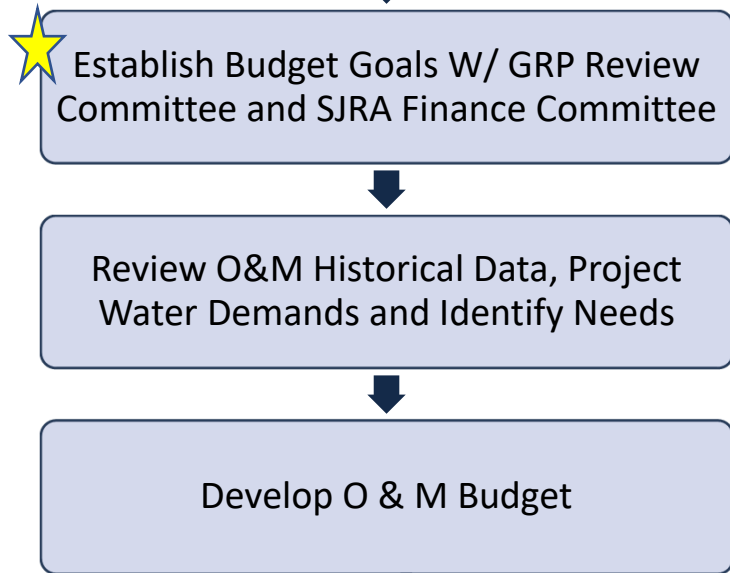 Establish Budget Goals W/ GRP Review
Committee and SJRA Finance Committee
Review O&M Historical Data, Project
Water Demands and Identify Needs
Develop O & M Budget